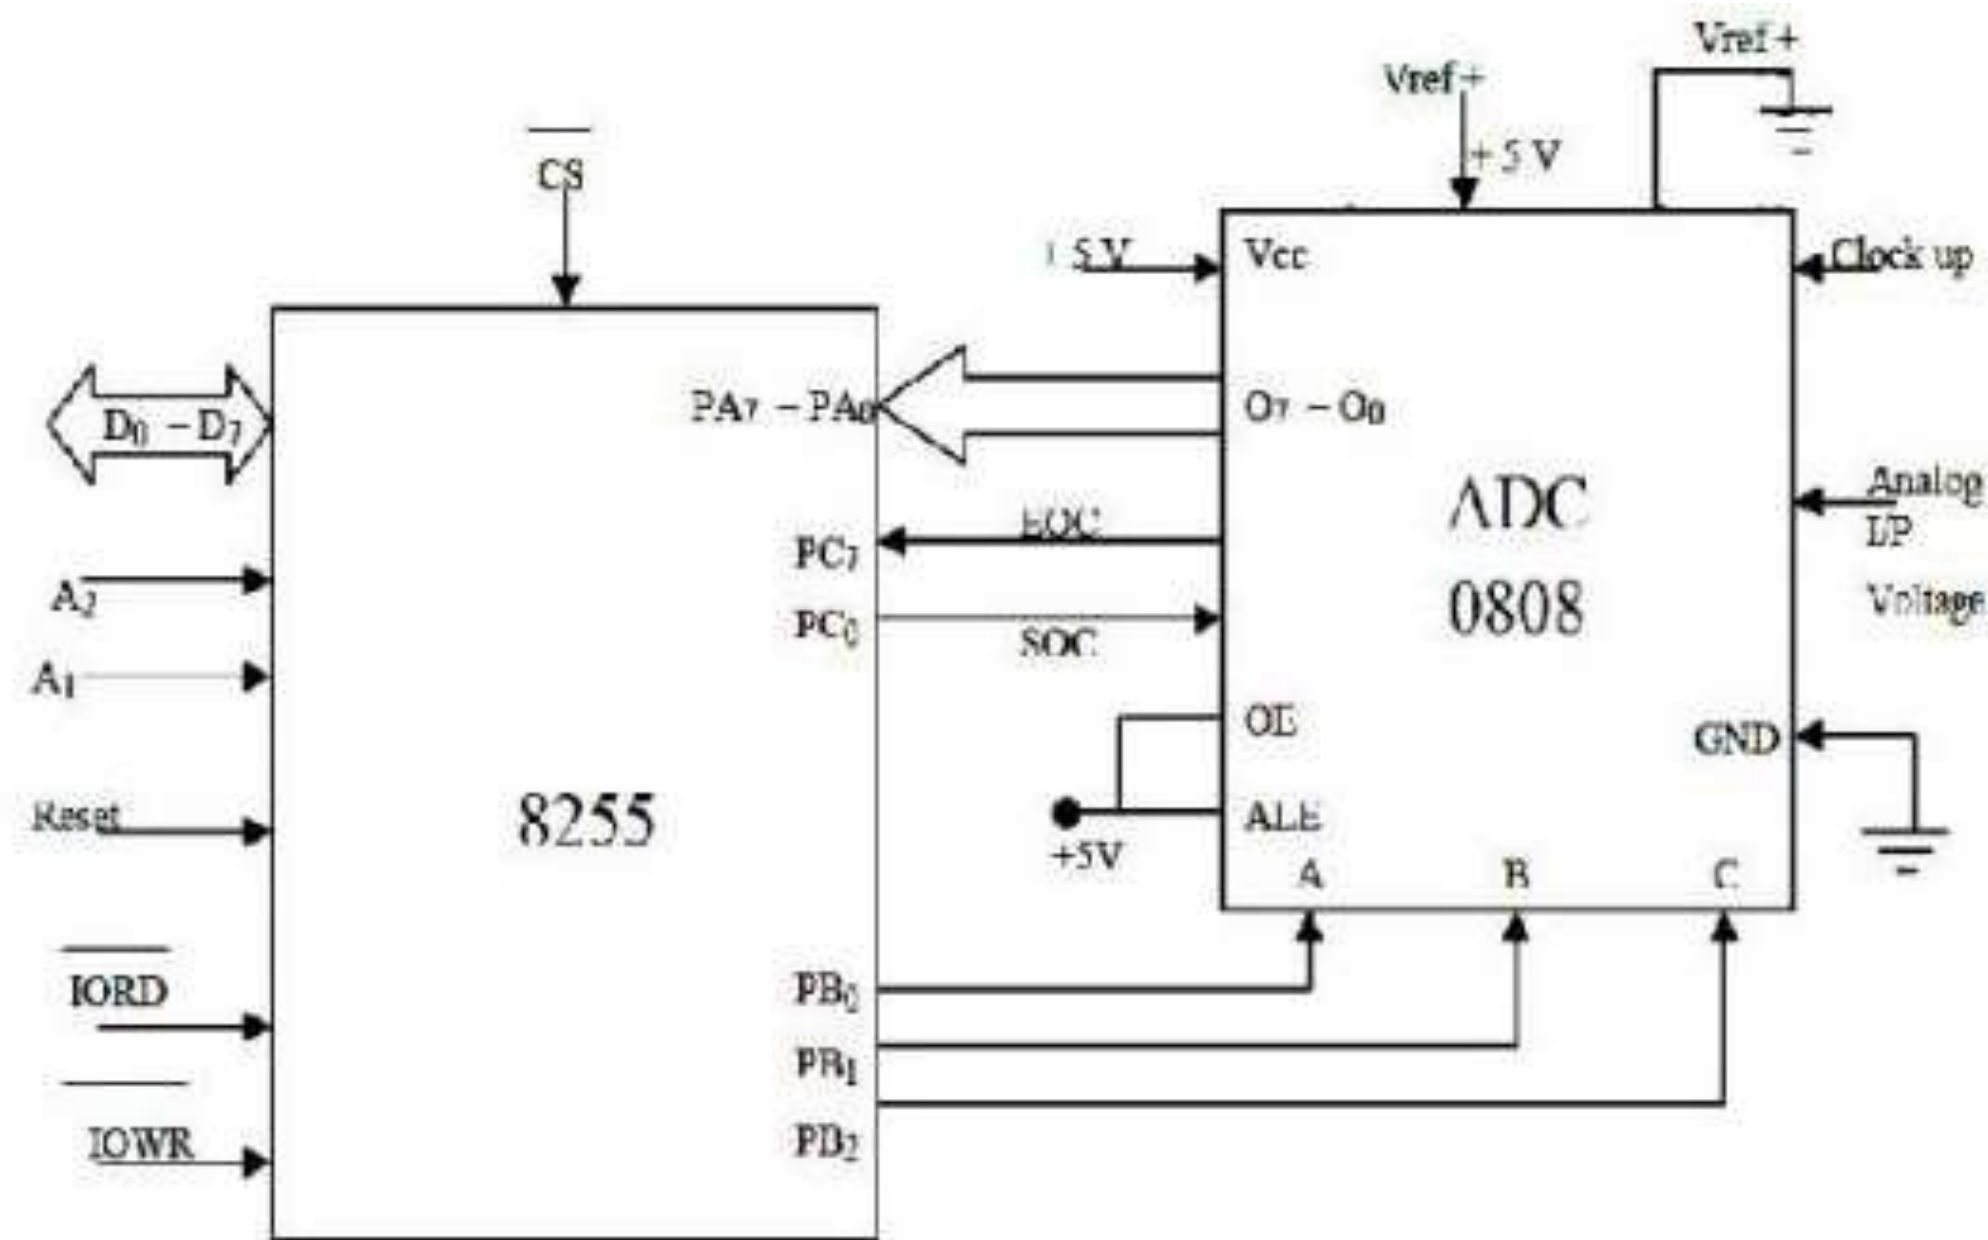 Vref +
Vref +
+ 5 V
CS
+ 5 V
Vcc
Clock up
D0 – D7
PA7 – PA0
O7 – O0
EOC
PC7
ADC
0808
Analog
I/P
Voltage
A2
PC0
SOC
A1
OE
GND
Reset
8255
ALE
+5V
A B C
IORD
PB0
PB1
IOWR
PB2